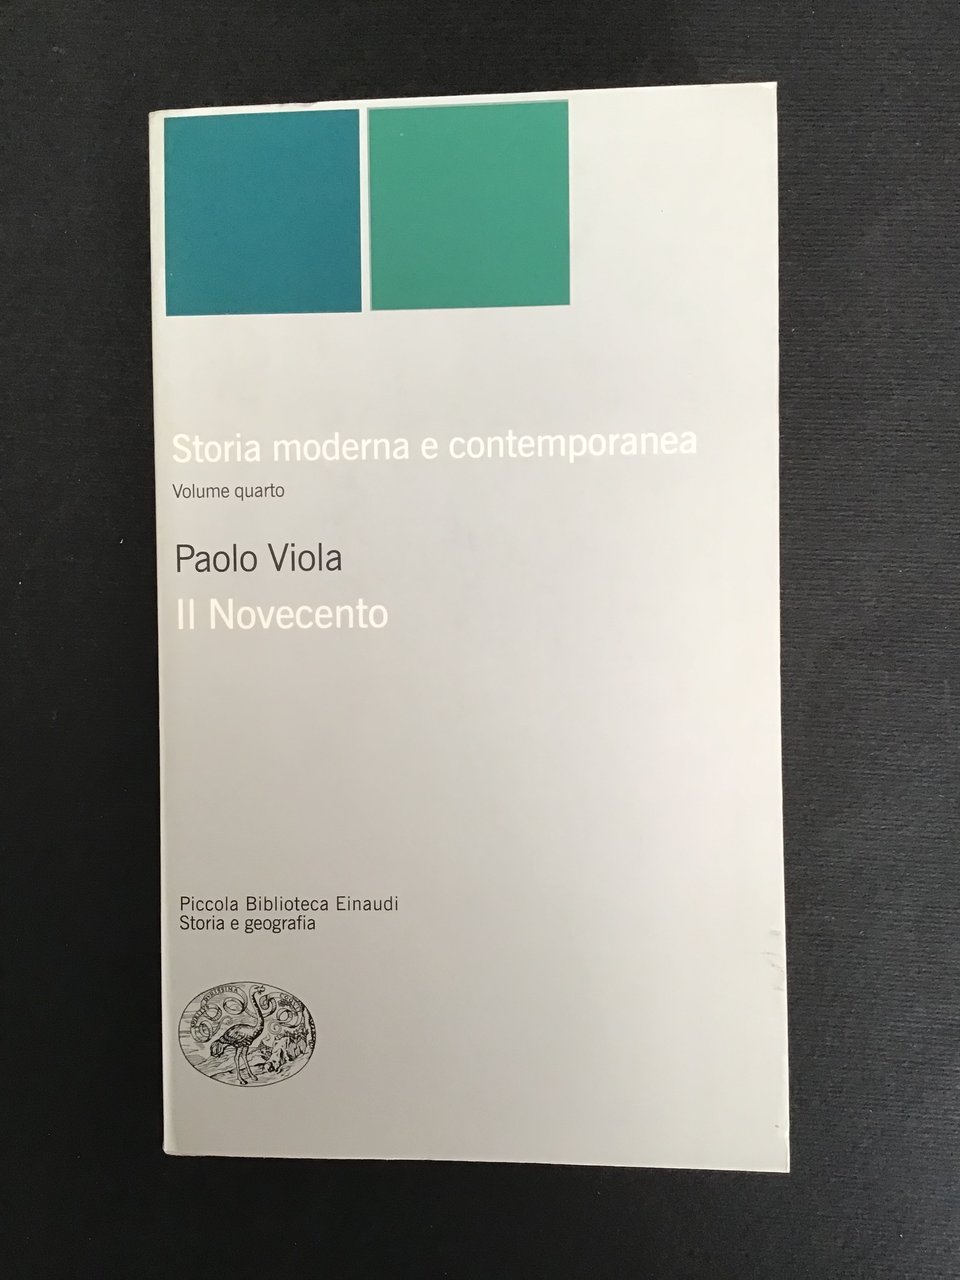 Storia moderna e contemporanea
Volume quarto
Paolo Viola
Il Novecento
Piccola Biblioteca Einaudi
Storia e geografia